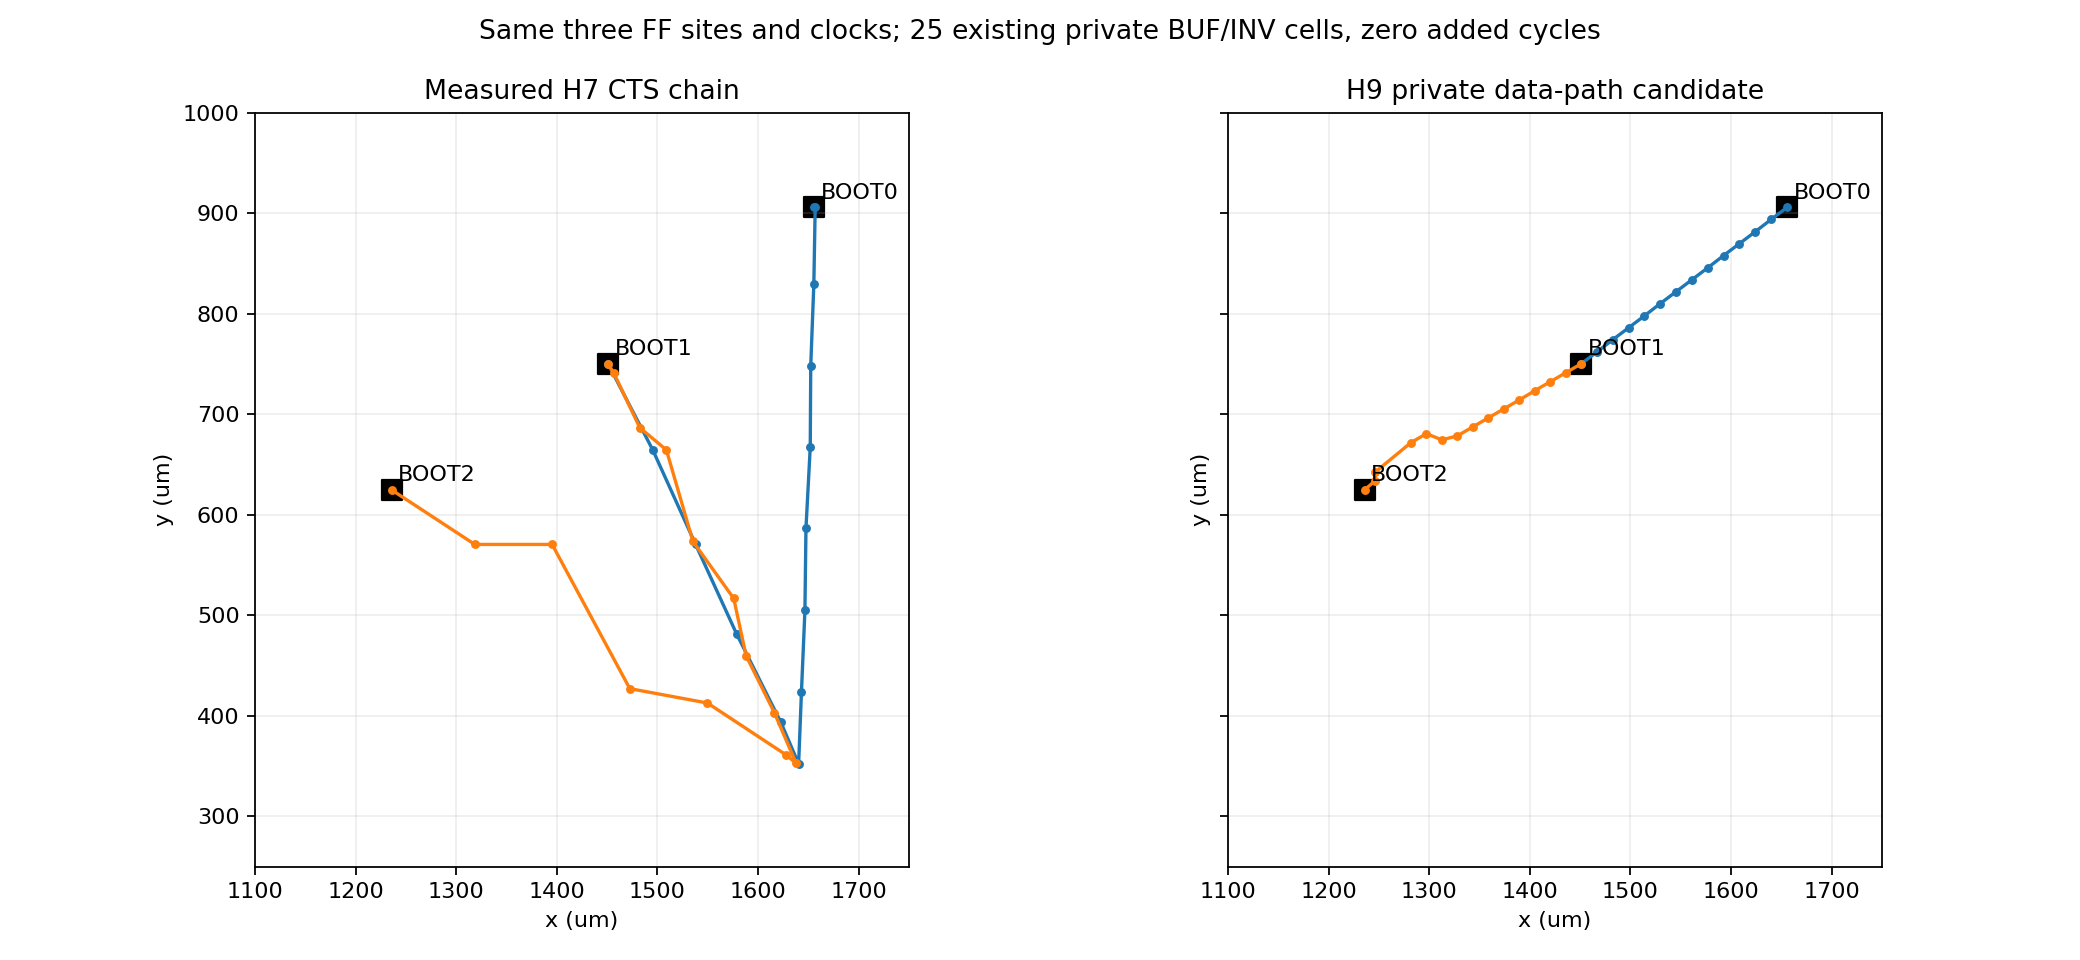 Same three FF sites and clocks; 25 existing private BUF/INV cells, zero added cycles
Measured H7 CTS chain
1000
900
800
700
600
500
400
300
y (um)
BOOT0
BOOT1
BOOT2
1100 1200 1300 1400 1500 1600 1700
x (um)
H9 private data-path candidate
y (um)
BOOT0
BOOT1
BOOT2
1100 1200 1300 1400 1500 1600 1700
x (um)